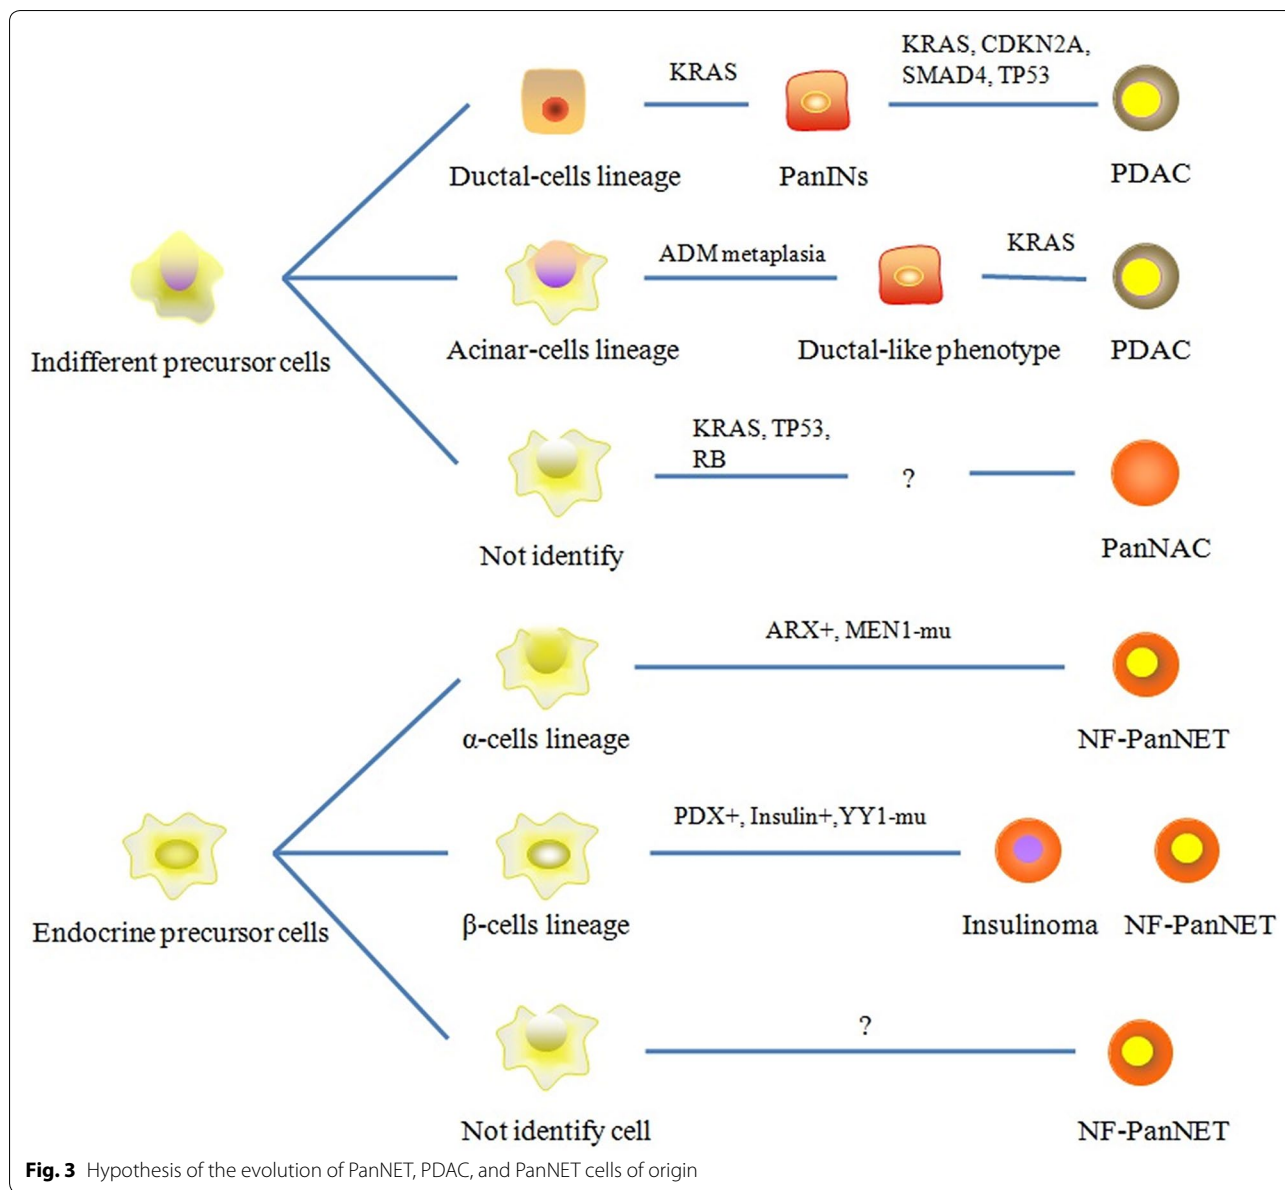 KRAS
KRAS, CDKN2A,
SMAD4, TP53
Ductal-cells lineage
PanINs
PDAC
Indifferent precursor cells
ADM metaplasia
KRAS
Acinar-cells lineage
Ductal-like phenotype
PDAC
KRAS, TP53,
RB
?
Not identify
PanNAC
ARX+, MEN1-mu
α-cells lineage
NF-PanNET
Endocrine precursor cells
PDX+, Insulin+, YY1-mu
β-cells lineage
Insulinoma
NF-PanNET
?
Not identify cell
NF-PanNET
Fig. 3 Hypothesis of the evolution of PanNET, PDAC, and PanNET cells of origin